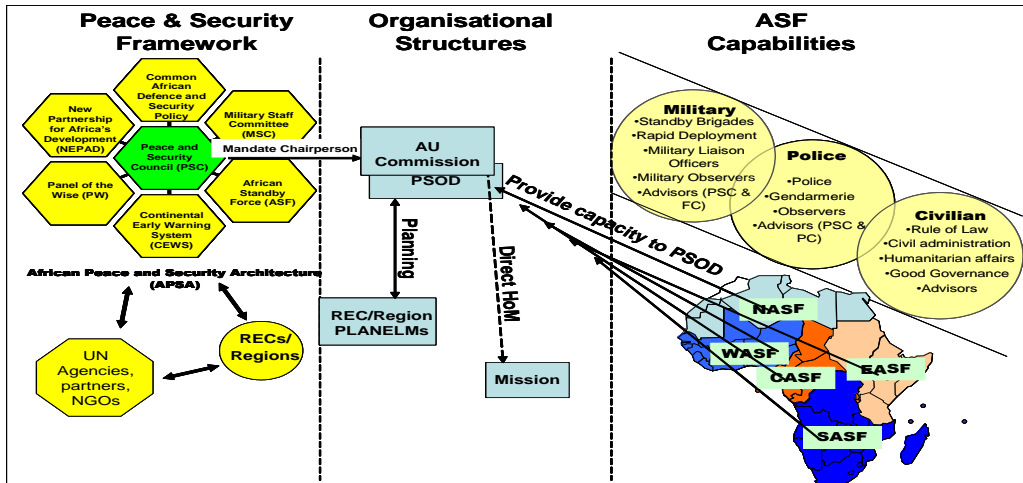 Peace & Security
Framework
Common
African
Defence and
Security
Policy
New
Partnership
for Africa's
Development
(NEPAD)
Military Staff
Committee
(MSC)
Peace and
Security
Council (PSC)
Panel of the
Wise (PW)
African
Standby
Force (ASF)
Continental
Early Warning
System
(CEWS)
African Peace and Security Architecture
(APSA)
UN
Agencies,
partners,
NGOs
RECs/
Regions
Organisational
Structures
Mandate Chairperson
AU
Commission
PSOD
Planning
Direct HoM
REC/Region
PLANELMs
Mission
Provide capacity to PSOD
ASF
Capabilities
Military
•Standby Brigades
•Rapid Deployment
•Military Liaison
Officers
•Military Observers
•Advisors (PSC &
FC)
Police
•Police
•Gendarmerie
•Observers
•Advisors (PSC &
PC)
Civilian
•Rule of Law
•Civil administration
•Humanitarian affairs
•Good Governance
•Advisors
NASF
WASF
CASF
EASF
SASF